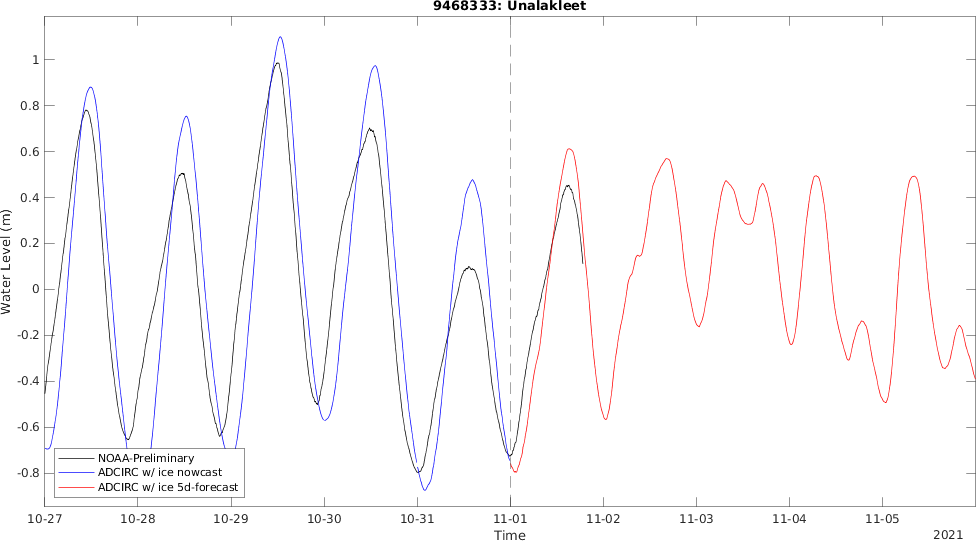 9468333: Unalakleet
Water Level (m)
1
0.8
0.6
0.4
0.2
0
-0.2
-0.4
-0.6
-0.8
NOAA-Preliminary
ADCIRC w/ ice nowcast
ADCIRC w/ ice 5d-forecast
10-27 10-28 10-29 10-30 10-31 11-01 11-02 11-03 11-04 11-05
Time
2021